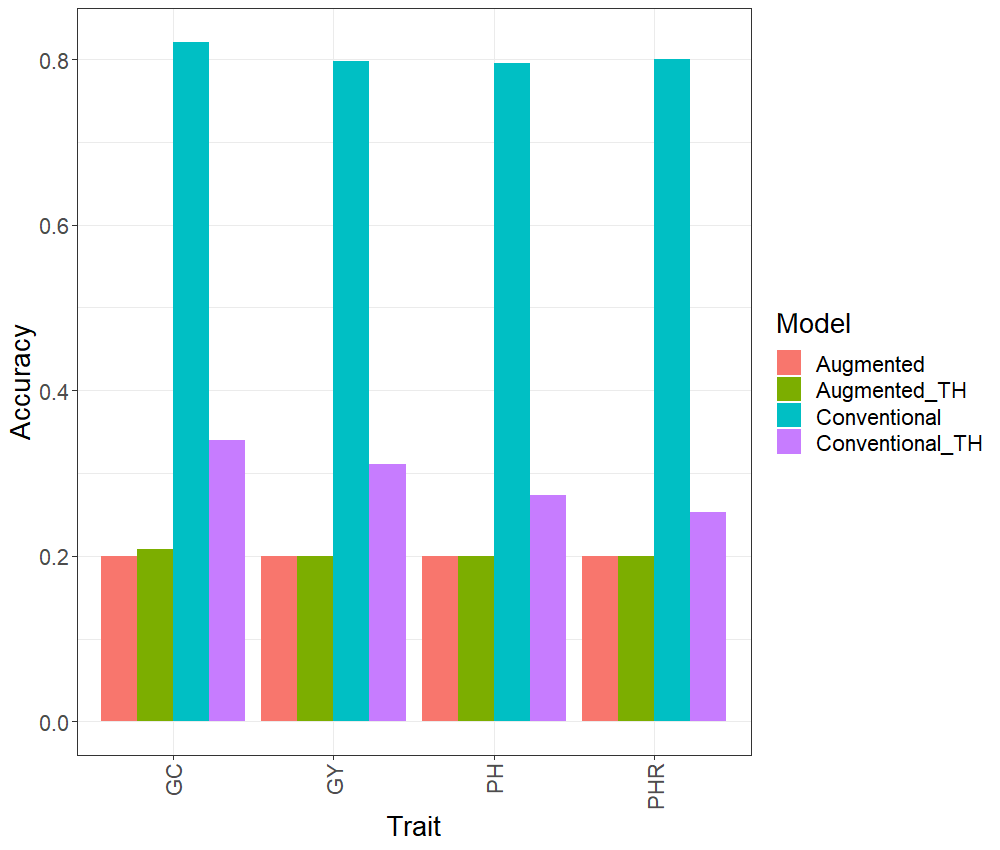 0.8
0.6
0.4
0.2
0.0
Accuracy
GC
GY
PH
PHR
Trait
Model
Augmented
Augmented_TH
Conventional
Conventional_TH